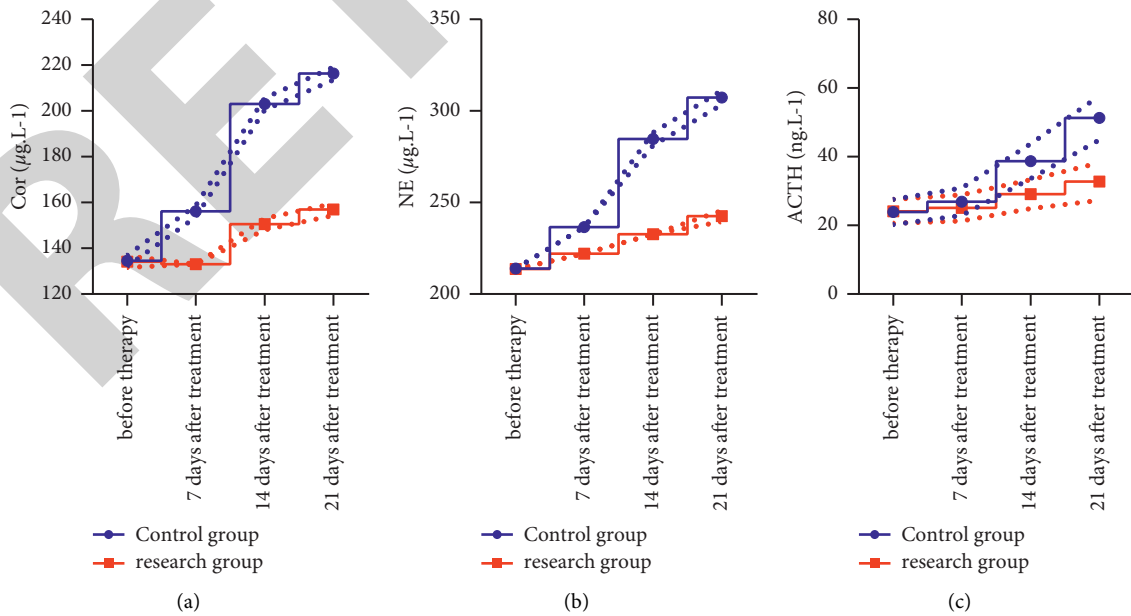 240
220
200
180
160
140
120
Cor (µg.L-1)
before therapy
7 days after treatment
14 days after treatment
21 days after treatment
Control group
research group
(a)
350
300
250
200
NE (µg.L-1)
before therapy
7 days after treatment
14 days after treatment
21 days after treatment
Control group
research group
(b)
80
60
40
20
0
ACTH (ng.L-1)
before therapy
7 days after treatment
14 days after treatment
21 days after treatment
Control group
research group
(c)